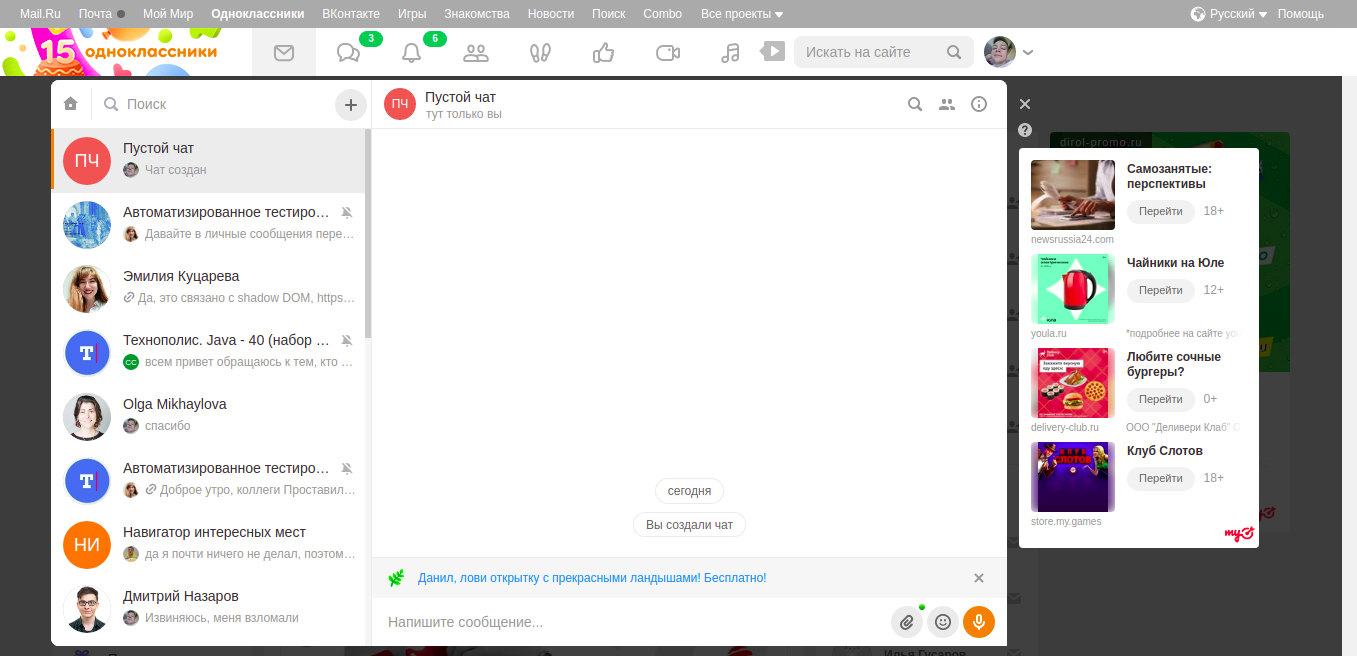 Mail.Ru Почта Мой Мир Одноклассники ВКонтакте Игры Знакомства Новости Поиск Combo Все проекты Русский Помощь
15 одноклассники 3 6 Искать на сайте
Поиск
ПЧ Пустой чат
тут только вы
ПЧ Пустой чат
Чат создан
Автоматизированное тестиро...
Давайте в личные сообщения пере...
Эмилия Куцарева
Да, это связано с shadow DOM, https...
Т Технополис. Java - 40 (набор ...
СС всем привет обращаюсь к тем, кто ...
Olga Mikhaylova
спасибо
Т Автоматизированное тестиро...
Доброе утро, коллеги Проставил...
НИ Навигатор интересных мест
да я почти ничего не делал, поэтом...
Дмитрий Назаров
Извиняюсь, меня взломали
сегодня
Вы создали чат
Данил, лови открытку с прекрасными ландышами! Бесплатно!
Напишите сообщение...
dirol-promo.ru
Самозанятые:
перспективы
Перейти 18+
newsrussia24.com
Чайники на Юле
Перейти 12+
youla.ru *подробнее на сайте you
Любите сочные
бургеры?
Перейти 0+
delivery-club.ru ООО "Деливери Клаб" О
КЛУБ
СЛОТОВ
Клуб Слотов
Перейти 18+
store.my.games
my
Илья Гусаров